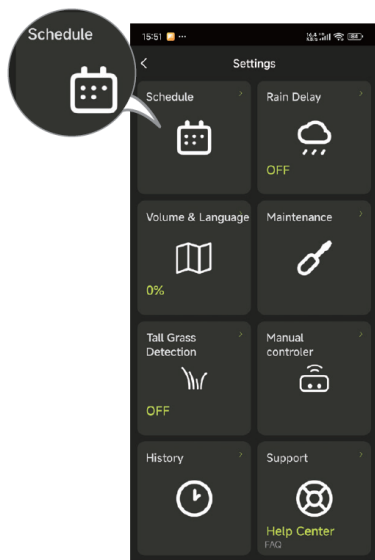 Schedule
15:51
Settings
Schedule
Rain Delay
OFF
Volume & Language
Maintenance
0%
Tall Grass
Detection
Manual
controler
OFF
History
Support
Help Center
FAQ